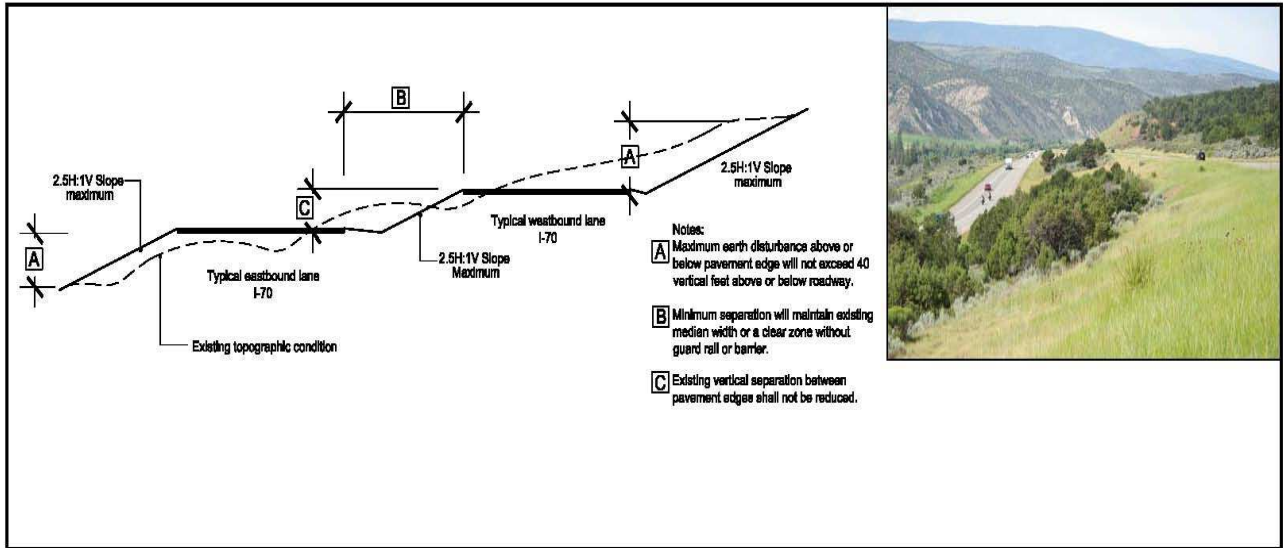 B
A
2.5H:1V Slope
maximum
2.5H:1V Slope
maximum
C
Typical westbound lane
I-70
A
Typical eastbound lane
I-70
2.5H:1V Slope
Maximum
Existing topographic condition
Notes:
A Maximum earth disturbance above or
below pavement edge will not exceed 40
vertical feet above or below roadway.
B Minimum separation will maintain existing
median width or a clear zone without
guard rail or barrier.
C Existing vertical separation between
pavement edges shall not be reduced.